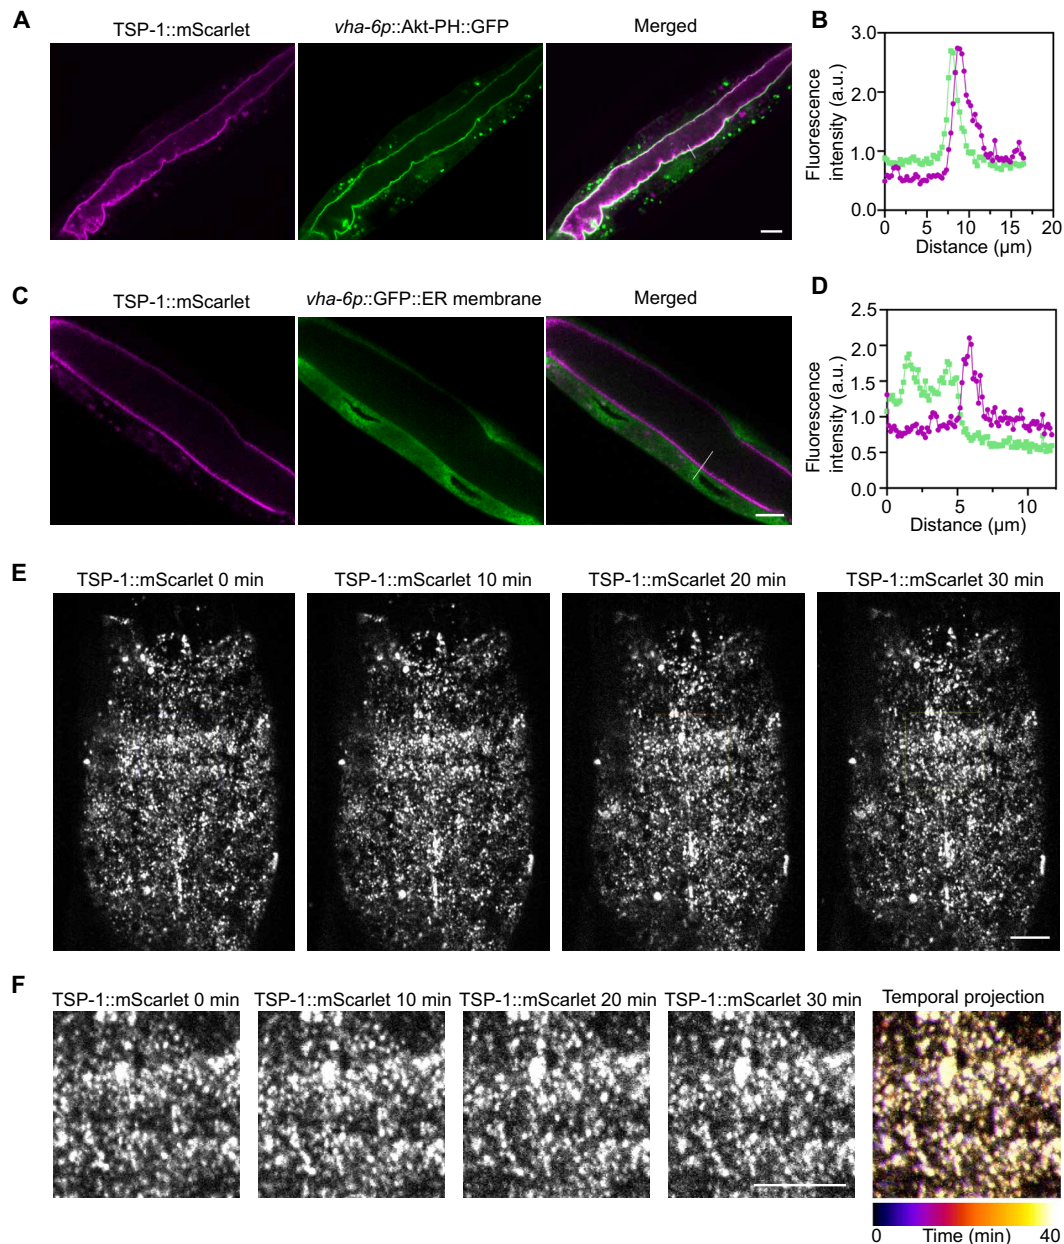 A
TSP-1::mScarlet
vha-6p::Akt-PH::GFP
Merged
B
Fluorescence
intensity (a.u.)
3.0
2.0
1.0
0.0
0 5 10 15 20
Distance (µm)
C
TSP-1::mScarlet
vha-6p::GFP::ER membrane
Merged
D
Fluorescence
intensity (a.u.)
2.5
2.0
1.5
1.0
0.5
0.0
0 5 10
Distance (µm)
E
TSP-1::mScarlet 0 min
TSP-1::mScarlet 10 min
TSP-1::mScarlet 20 min
TSP-1::mScarlet 30 min
F
TSP-1::mScarlet 0 min
TSP-1::mScarlet 10 min
TSP-1::mScarlet 20 min
TSP-1::mScarlet 30 min
Temporal projection
0 Time (min) 40